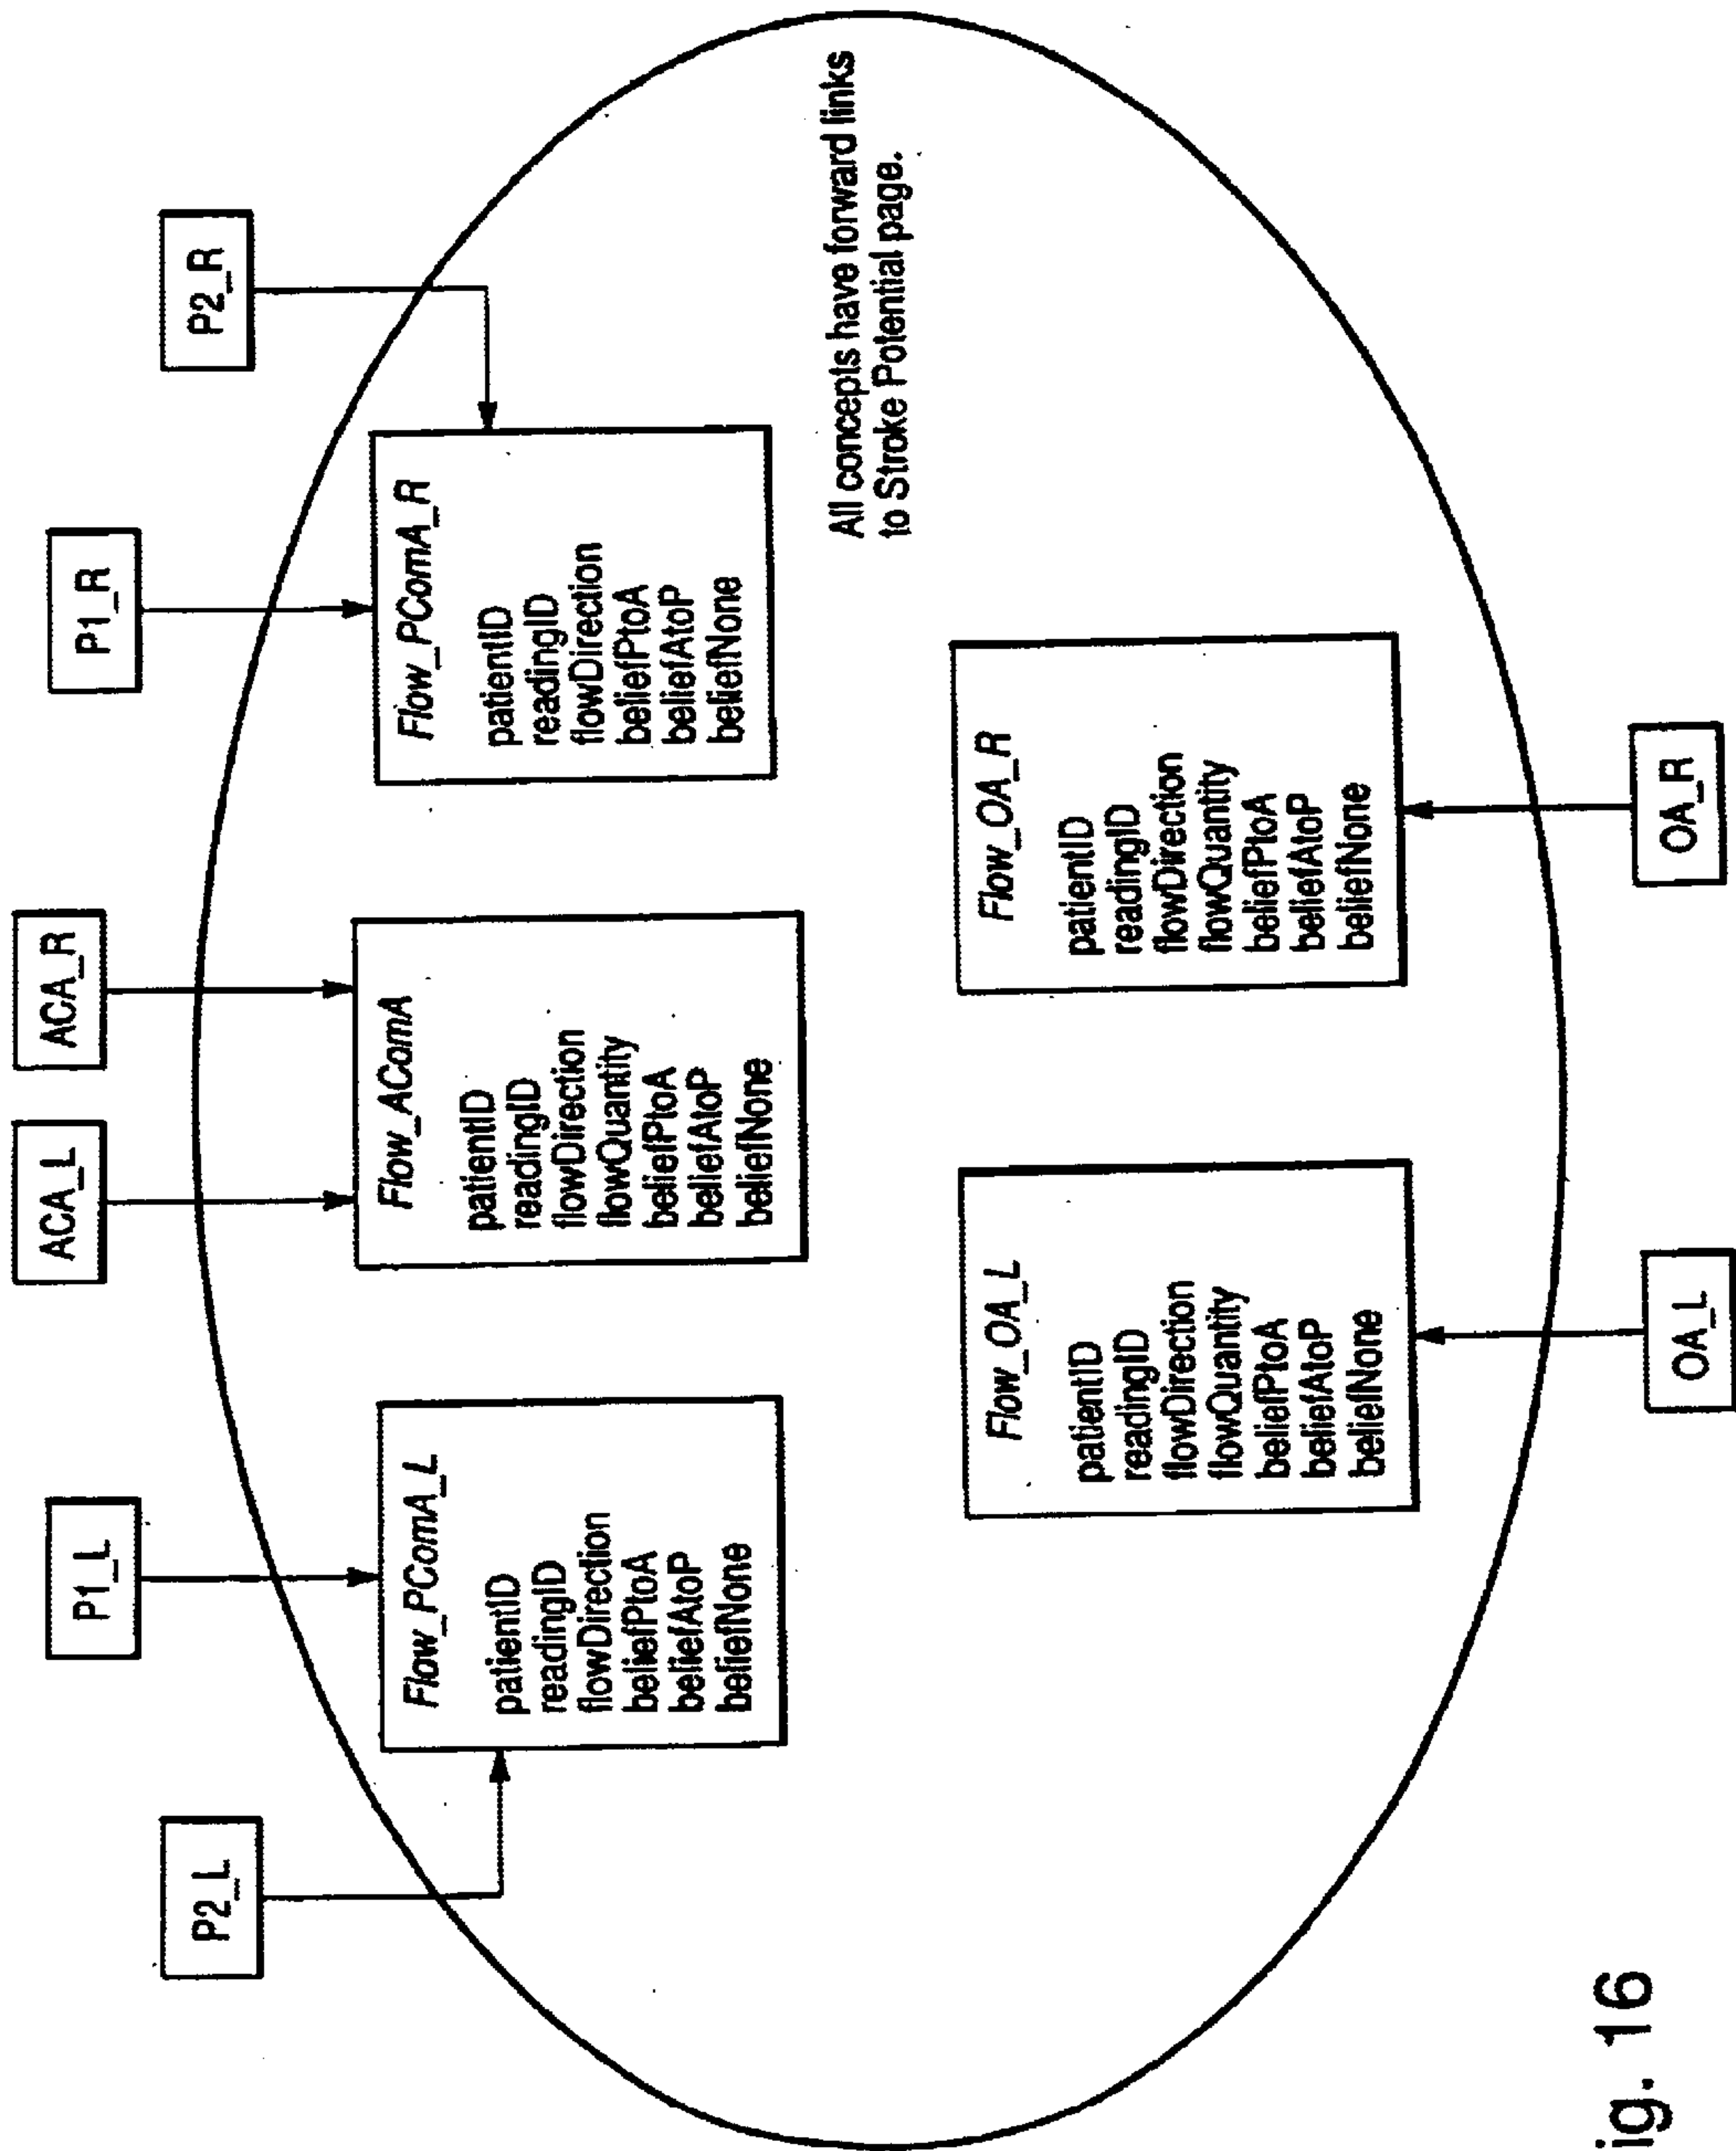 ACA_L
ACA_R
P1_L
P1_R
P2_L
P2_R
Flow_PComA_L
patientID
readingID
flowDirection
beliefPtoA
beliefAtoP
beliefNone
Flow_AComA
patientID
readingID
flowDirection
flowQuantity
beliefPtoA
beliefAtoP
beliefNone
Flow_PComA_R
patientID
readingID
flowDirection
beliefPtoA
beliefAtoP
beliefNone
All concepts have forward links
to Stroke Potential page.
Flow_OA_L
patientID
readingID
flowDirection
flowQuantity
beliefPtoA
beliefAtoP
beliefNone
Flow_OA_R
patientID
readingID
flowDirection
flowQuantity
beliefPtoA
beliefAtoP
beliefNone
OA_L
OA_R
ig. 16